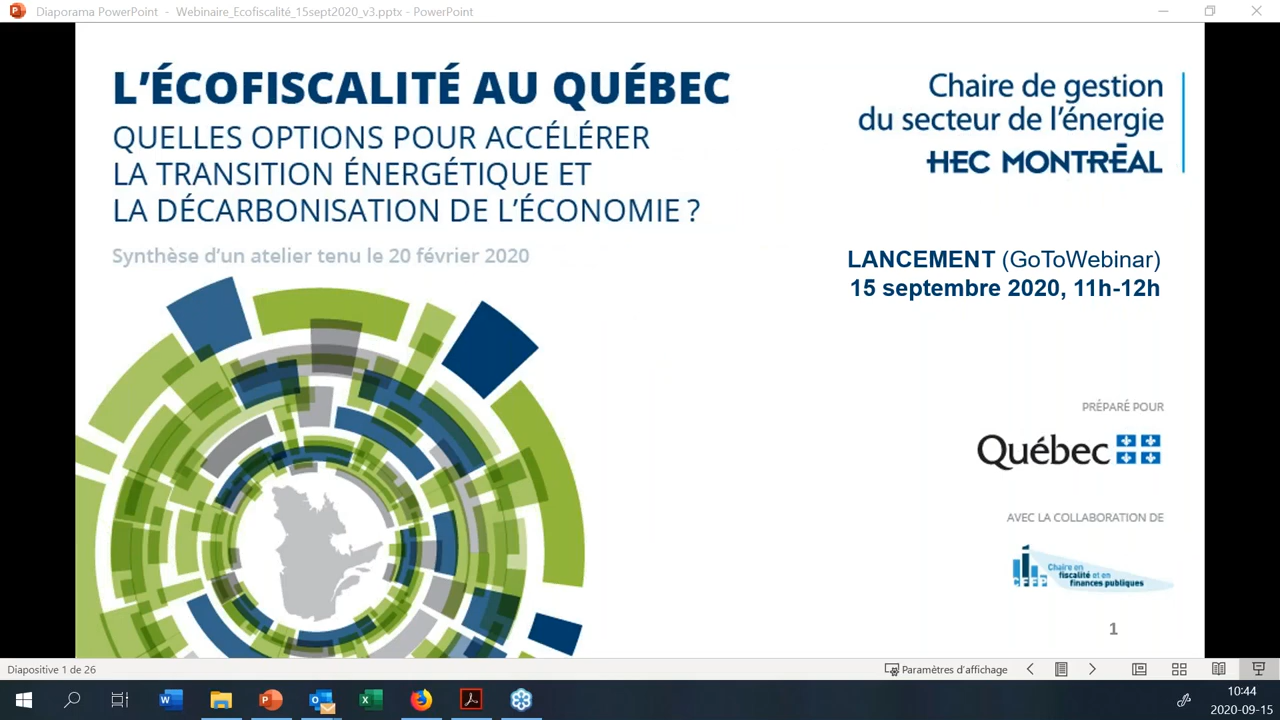 Diaporama PowerPoint - Webinaire_Ecofiscalité_15sept2020_v3.pptx - PowerPoint
L'ÉCOFISCALITÉ AU QUÉBEC
QUELLES OPTIONS POUR ACCÉLÉRER
LA TRANSITION ÉNERGÉTIQUE ET
LA DÉCARBONISATION DE L'ÉCONOMIE ?
Synthèse d'un atelier tenu le 20 février 2020
Chaire de gestion
du secteur de l'énergie
HEC MONTRÉAL
LANCEMENT (GoToWebinar)
15 septembre 2020, 11h-12h
PRÉPARÉ POUR
Québec
AVEC LA COLLABORATION DE
CFFP
Chaire en
fiscalité et en
finances publiques
1
Diapositive 1 de 26
Paramètres d'affichage
10:44
2020-09-15